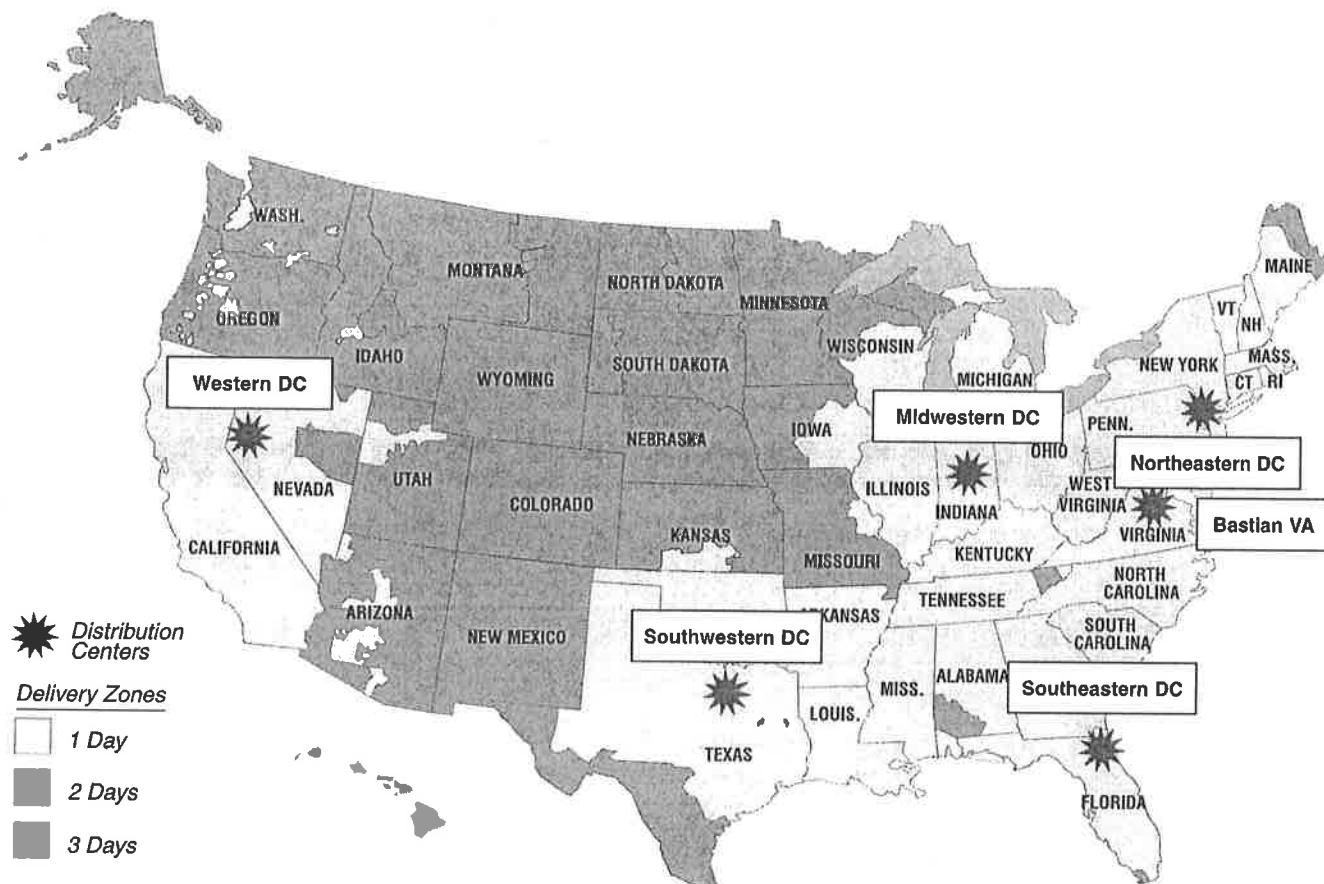 WASH.
MONTANA
NORTH DAKOTA
MINNESOTA
MAINE
VT
NH
OREGON
IDAHO
WYOMING
SOUTH DAKOTA
WISCONSIN
MICHIGAN
NEW YORK
MASS.
CT
RI
Western DC
Midwestern DC
NEBRASKA
IOWA
PENN.
OHIO
Northeastern DC
NEVADA
UTAH
COLORADO
ILLINOIS
INDIANA
WEST
VIRGINIA
VIRGINIA
Bastian VA
CALIFORNIA
KANSAS
MISSOURI
KENTUCKY
ARIZONA
NEW MEXICO
Southwestern DC
KANSAS
TENNESSEE
NORTH
CAROLINA
SOUTH
CAROLINA
MISS.
ALABAMA
Southeastern DC
LOUIS.
TEXAS
FLORIDA
Distribution
Centers
Delivery Zones
1 Day
2 Days
3 Days